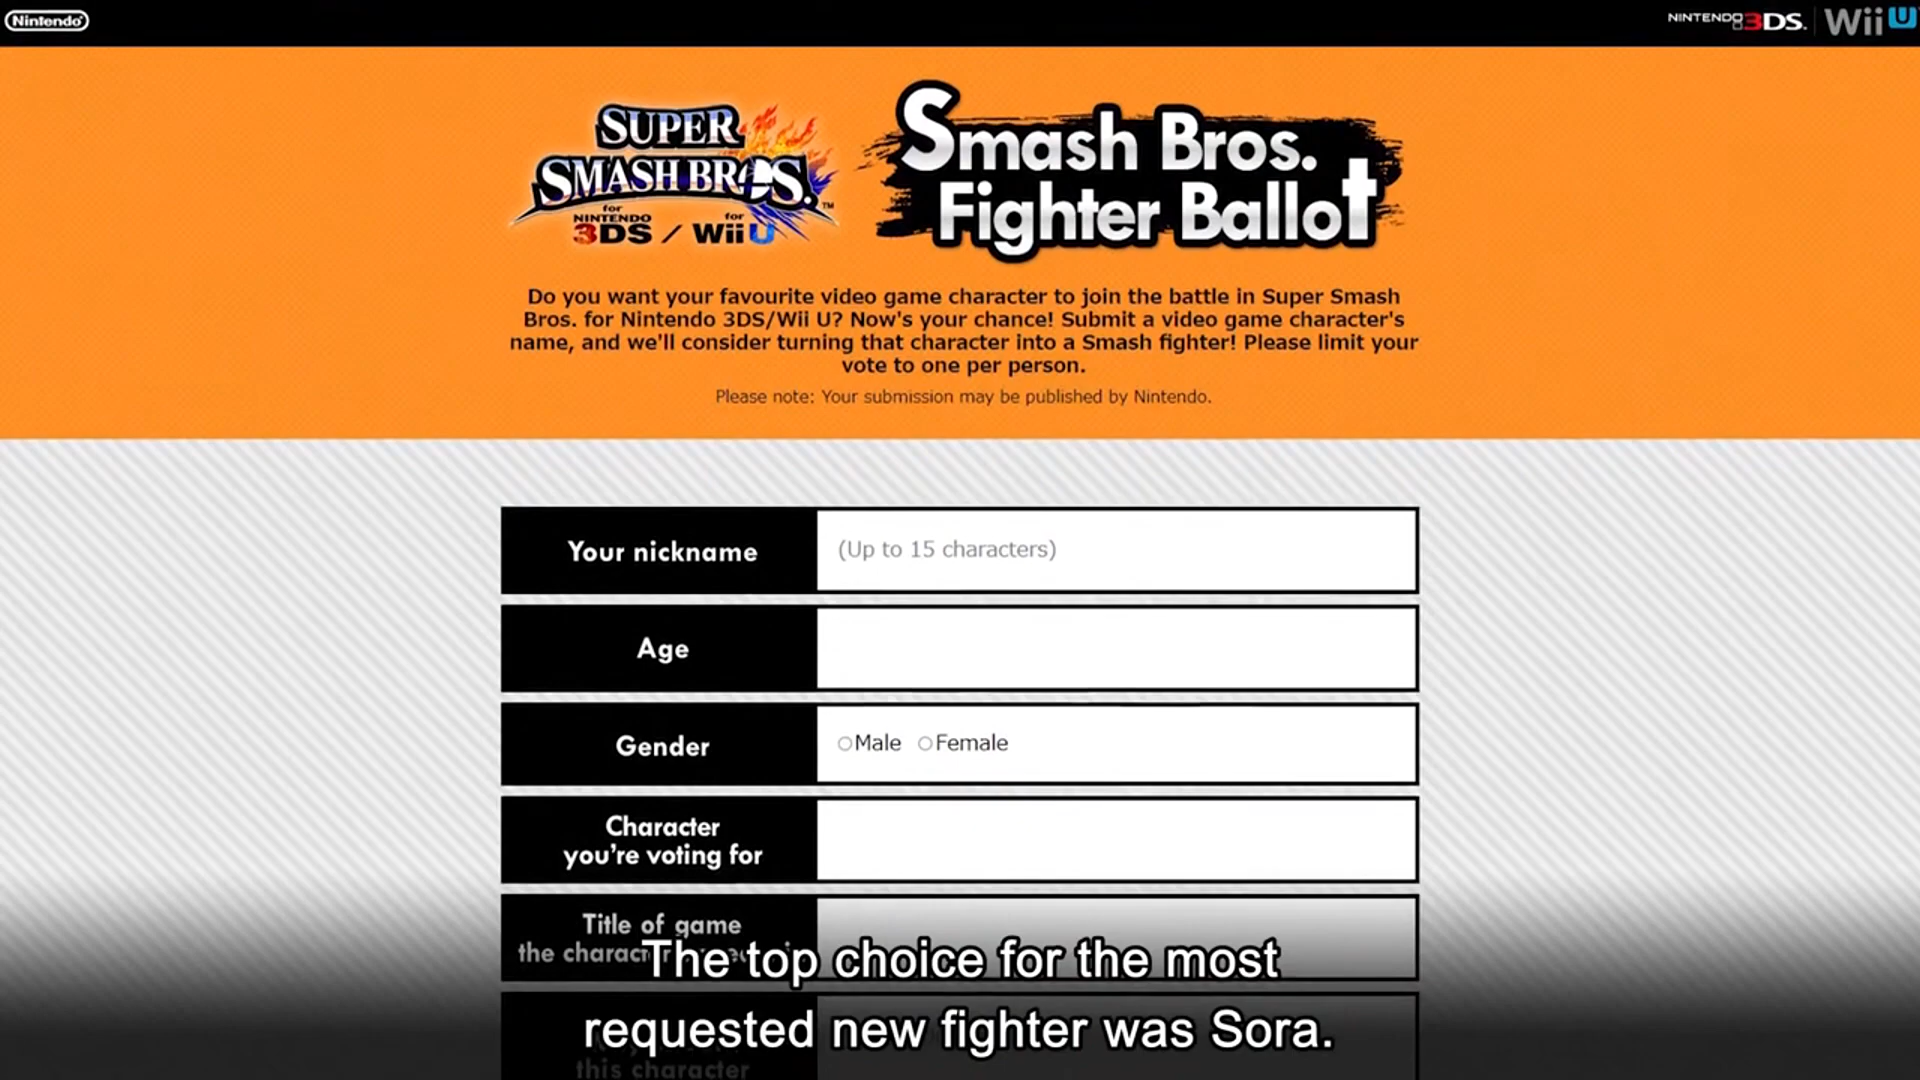 Nintendo
NINTENDO 3DS. Wii U
SUPER
SMASH BROS.™
for NINTENDO 3DS / for Wii U
Smash Bros.
Fighter Ballot
Do you want your favourite video game character to join the battle in Super Smash
Bros. for Nintendo 3DS/Wii U? Now's your chance! Submit a video game character's
name, and we'll consider turning that character into a Smash fighter! Please limit your
vote to one per person.
Please note: Your submission may be published by Nintendo.
Your nickname
(Up to 15 characters)
Age
Gender
Male Female
Character
you're voting for
Title of game
the character
The top choice for the most
requested new fighter was Sora.
this character